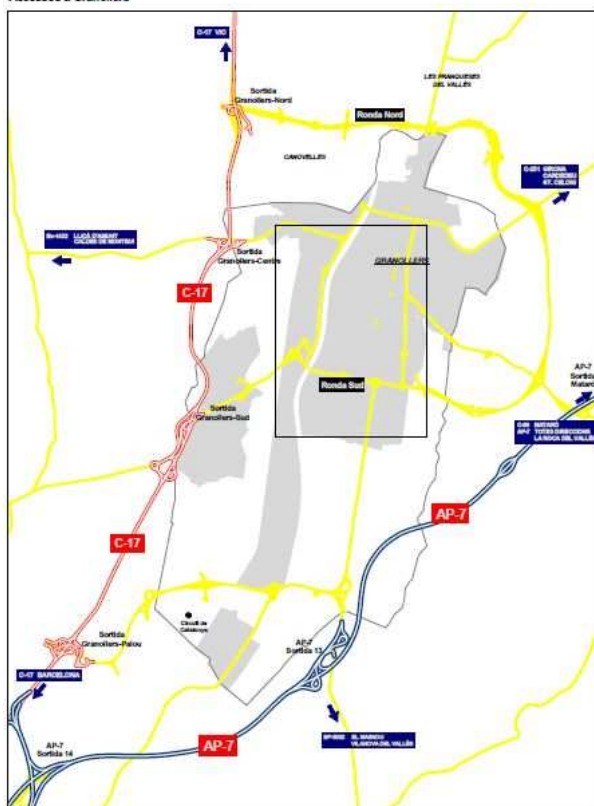 C-17 VIC
LES FRANQUESES
DEL VALLÈS
Sortida
Granollers-Nord
Ronda Nord
CANOVELLES
GIRONA
CARDEDEU
ST. CELONI
LLIÇÀ D'AMUNT
CALDES DE MONTBUI
Sortida
Granollers-Centre
GRANOLLERS
C-17
AP-7
Sortida
Mataró
Ronda Sud
Sortida
Granollers-Sud
MATARÓ
AP-7 TOTES DIRECCIONS
LA ROCA DEL VALLÈS
AP-7
C-17
Circuit de
Catalunya
Sortida
Granollers-Palou
AP-7
Sortida 13
C-17 BARCELONA
EL MASNOU
VILANOVA DEL VALLÈS
AP-7
AP-7
Sortida 14